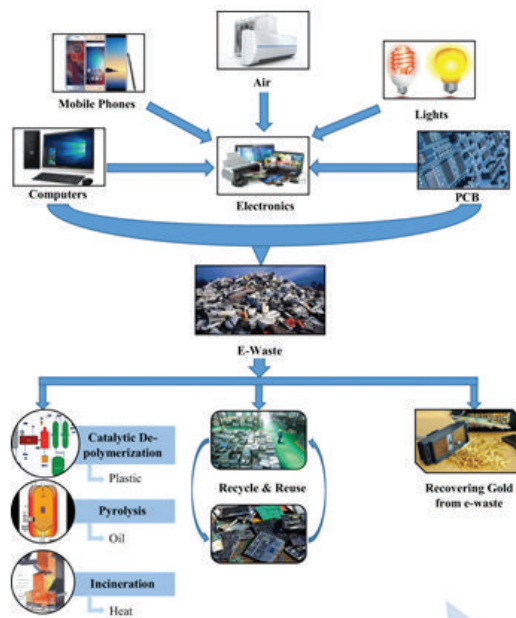 Mobile Phones
Air
Lights
Computers
Electronics
PCB
E-Waste
Catalytic De-
polymerization
Plastic
Pyrolysis
Oil
Incineration
Heat
Recycle & Reuse
Recovering Gold
from e-waste